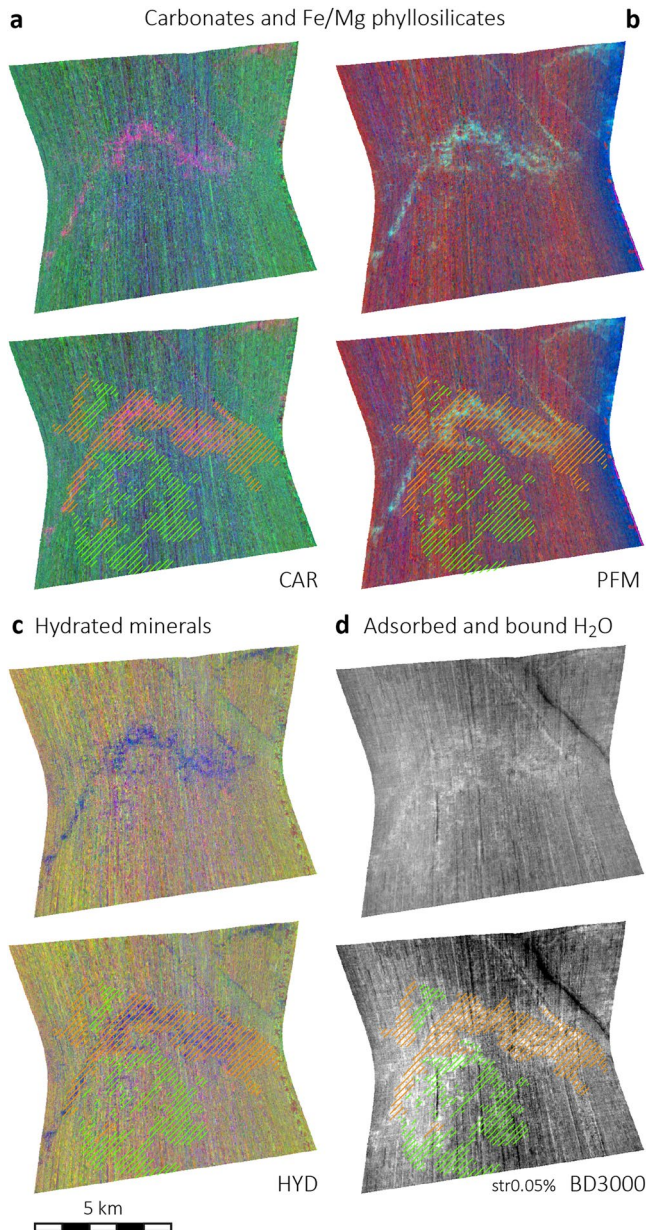 Carbonates and Fe/Mg phyllosilicates
a
b
CAR
PFM
c Hydrated minerals
d Adsorbed and bound H₂O
HYD
str0.05% BD3000
5 km